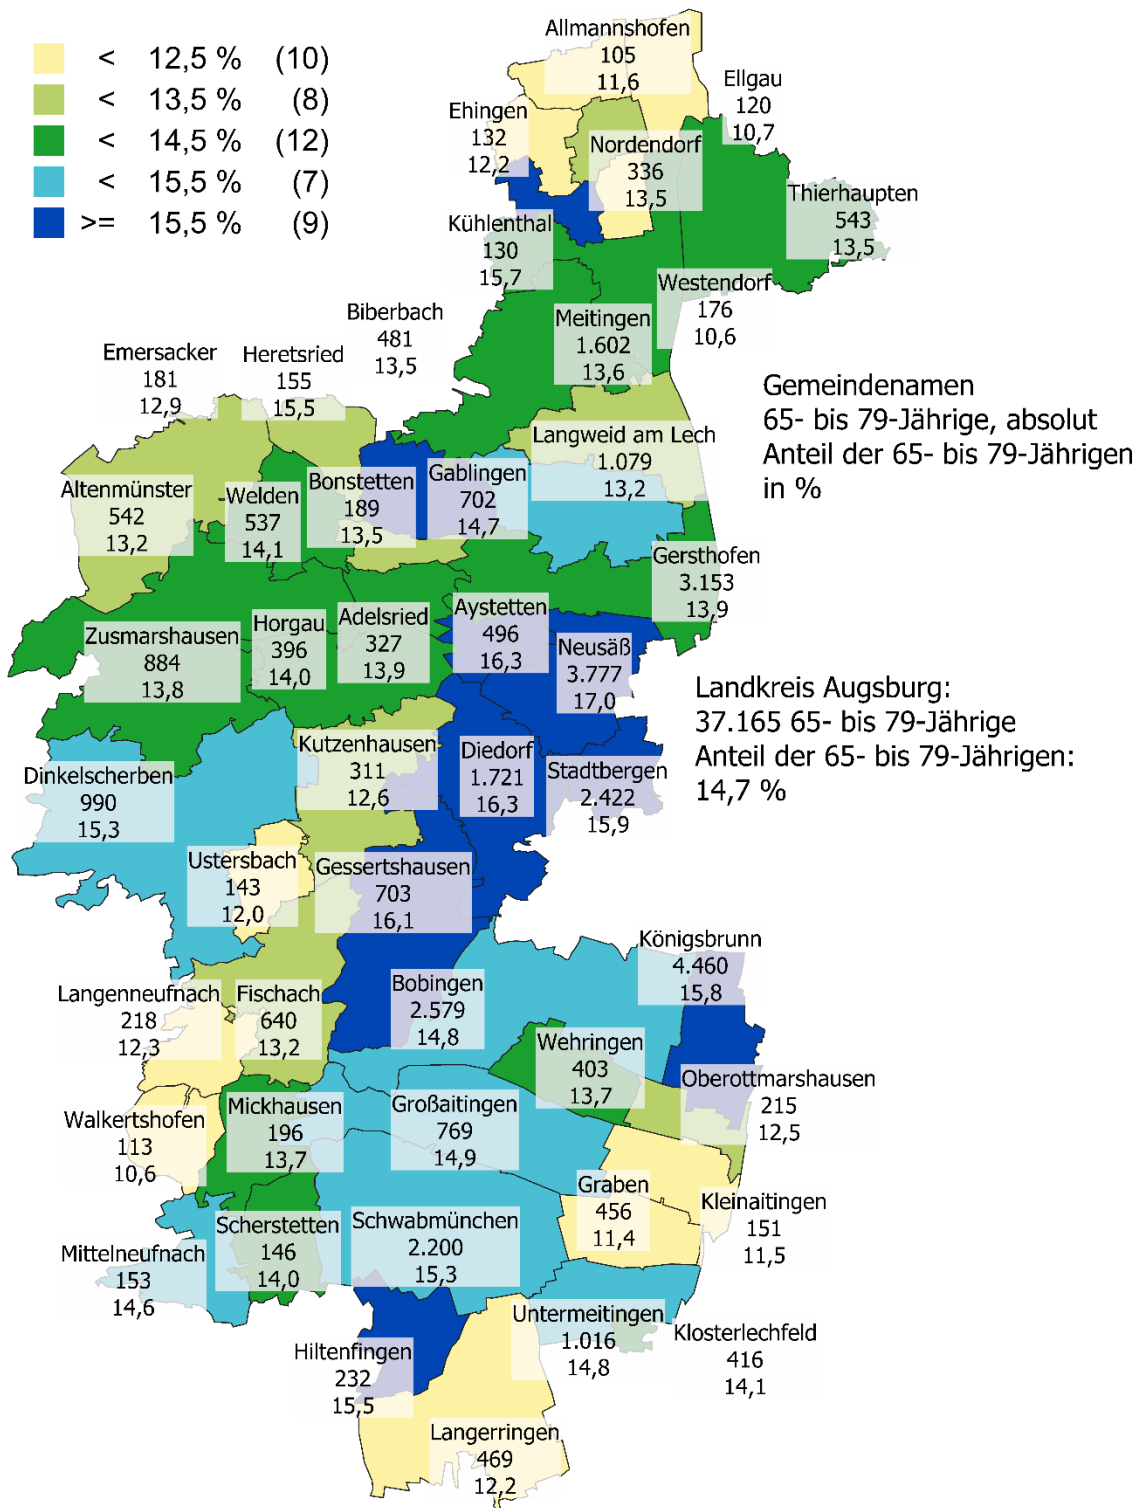 < 12,5 % (10)
< 13,5 % (8)
< 14,5 % (12)
< 15,5 % (7)
>= 15,5 % (9)
Allmannshofen
105
11,6
Ellgau
120
10,7
Ehingen
132
12,2
Nordendorf
336
13,5
Thierhaupten
543
13,5
Kühlenthal
130
15,7
Westendorf
176
10,6
Biberbach
481
13,5
Meitingen
1.602
13,6
Emersacker
181
12,9
Heretsried
155
15,5
Gemeindenamen
65- bis 79-Jährige, absolut
Anteil der 65- bis 79-Jährigen
in %
Langweid am Lech
1.079
13,2
Altenmünster
542
13,2
Welden
537
14,1
Bonstetten
189
13,5
Gablingen
702
14,7
Gersthofen
3.153
13,9
Zusmarshausen
884
13,8
Horgau
396
14,0
Adelsried
327
13,9
Aystetten
496
16,3
Neusäß
3.777
17,0
Landkreis Augsburg:
37.165 65- bis 79-Jährige
Anteil der 65- bis 79-Jährigen:
14,7 %
Dinkelscherben
990
15,3
Kutzenhausen
311
12,6
Diedorf
1.721
16,3
Stadtbergen
2.422
15,9
Ustersbach
143
12,0
Gessertshausen
703
16,1
Königsbrunn
4.460
15,8
Langenneufnach
218
12,3
Fischach
640
13,2
Bobingen
2.579
14,8
Wehringen
403
13,7
Oberottmarshausen
215
12,5
Walkertshofen
113
10,6
Mickhausen
196
13,7
Großaitingen
769
14,9
Graben
456
11,4
Kleinaitingen
151
11,5
Mittelneufnach
153
14,6
Scherstetten
146
14,0
Schwabmünchen
2.200
15,3
Untermeitingen
1.016
14,8
Klosterlechfeld
416
14,1
Hiltenfingen
232
15,5
Langerringen
469
12,2